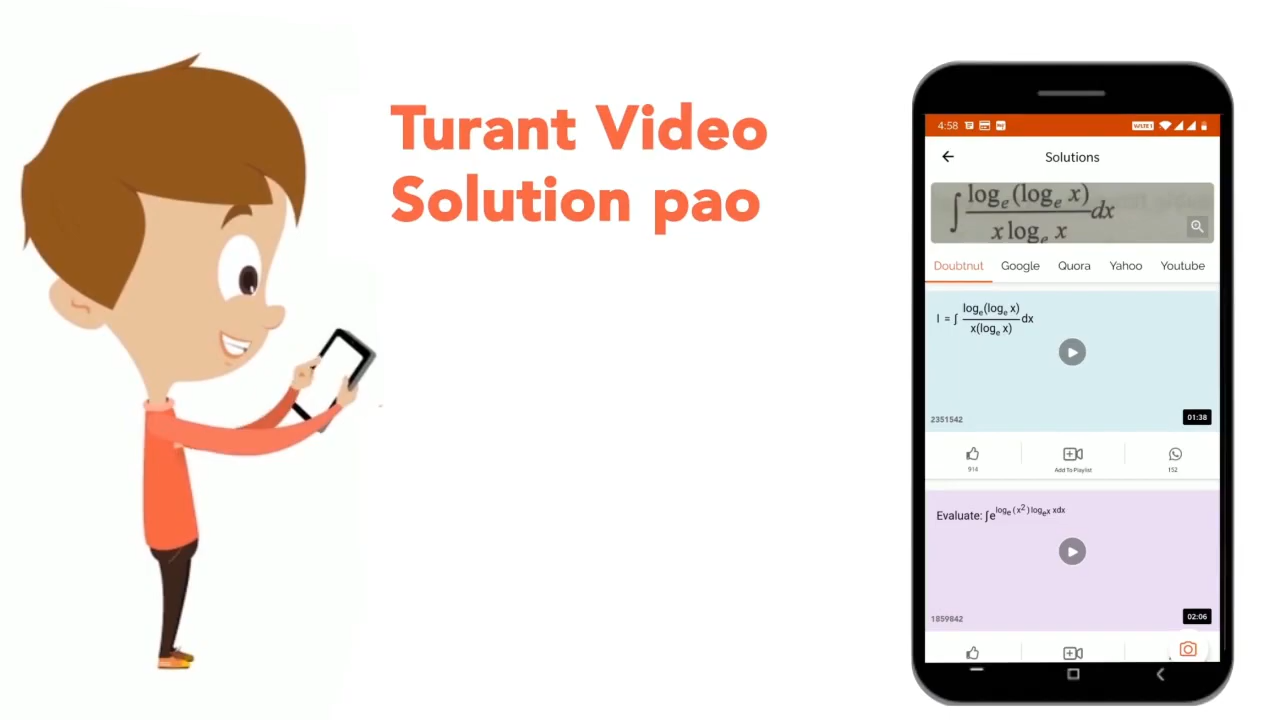 Turant Video
Solution pao
4:58
Solutions
∫ logₑ(logₑ x) / x logₑ x dx
Doubtnut Google Quora Yahoo Youtube
I = ∫ logₑ(logₑ x) / x(logₑ x) dx
2351542 01:38
914 Add To Playlist 152
Evaluate: ∫e^logₑ(x²)logₑx xdx
1859842 02:06